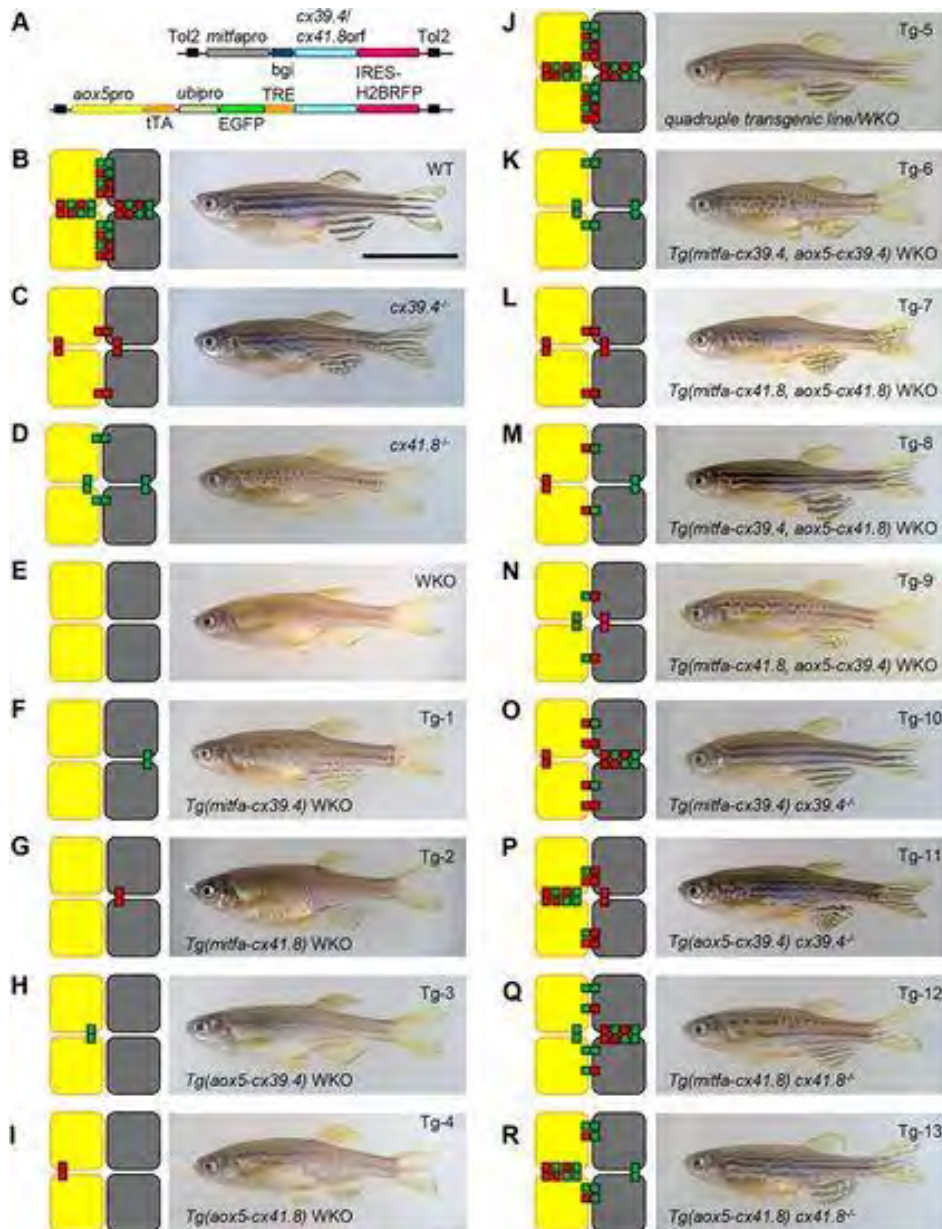 A
cx39.4/
Tol2 mitfapro cx41.8orf Tol2
bgi IRES-
H2BRFP
aox5pro ubipro TRE
tTA EGFP
B
WT
C
cx39.4-/-
D
cx41.8-/-
E
WKO
F
Tg-1
Tg(mitfa-cx39.4) WKO
G
Tg-2
Tg(mitfa-cx41.8) WKO
H
Tg-3
Tg(aox5-cx39.4) WKO
I
Tg-4
Tg(aox5-cx41.8) WKO
J
Tg-5
quadruple transgenic line/WKO
K
Tg-6
Tg(mitfa-cx39.4, aox5-cx39.4) WKO
L
Tg-7
Tg(mitfa-cx41.8, aox5-cx41.8) WKO
M
Tg-8
Tg(mitfa-cx39.4, aox5-cx41.8) WKO
N
Tg-9
Tg(mitfa-cx41.8, aox5-cx39.4) WKO
O
Tg-10
Tg(mitfa-cx39.4) cx39.4-/-
P
Tg-11
Tg(aox5-cx39.4) cx39.4-/-
Q
Tg-12
Tg(mitfa-cx41.8) cx41.8-/-
R
Tg-13
Tg(aox5-cx41.8) cx41.8-/-